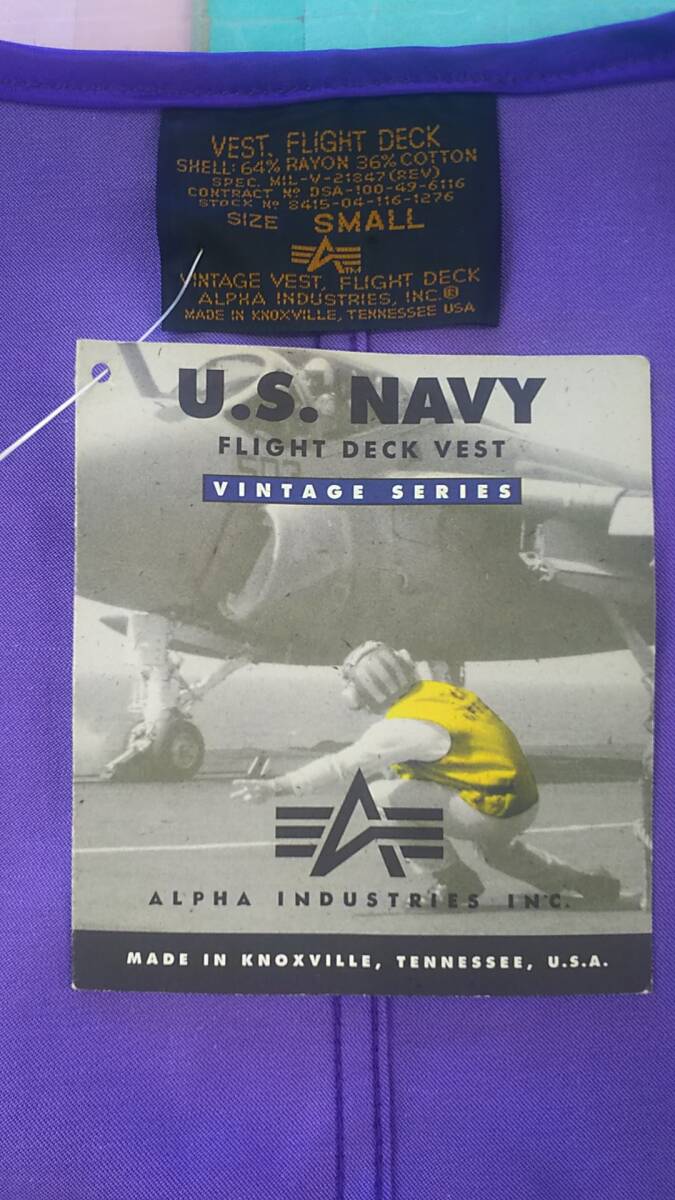 VEST, FLIGHT DECK
SHELL: 64% RAYON 36% COTTON
SPEC. MIL-V-21847(REV)
CONTRACT Nº DSA-100-49-6116
STOCK Nº 8415-04-116-1276
SIZE SMALL
TM
VINTAGE VEST, FLIGHT DECK
ALPHA INDUSTRIES, INC.®
MADE IN KNOXVILLE, TENNESSEE USA
U.S. NAVY
FLIGHT DECK VEST
502
VINTAGE SERIES
ALPHA INDUSTRIES INC.
MADE IN KNOXVILLE, TENNESSEE, U.S.A.